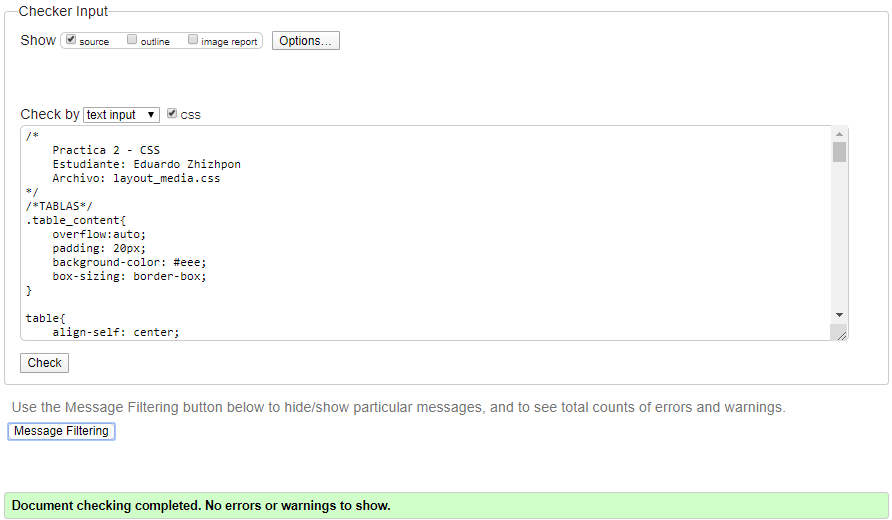 Checker Input
Show source outline image report Options...
Check by text input css
/*
    Practica 2 - CSS
    Estudiante: Eduardo Zhizhpon
    Archivo: layout_media.css
*/
/*TABLAS*/
.table_content{
    overflow:auto;
    padding: 20px;
    background-color: #eee;
    box-sizing: border-box;
}
table{
    align-self: center;
Check
Use the Message Filtering button below to hide/show particular messages, and to see total counts of errors and warnings.
Message Filtering
Document checking completed. No errors or warnings to show.